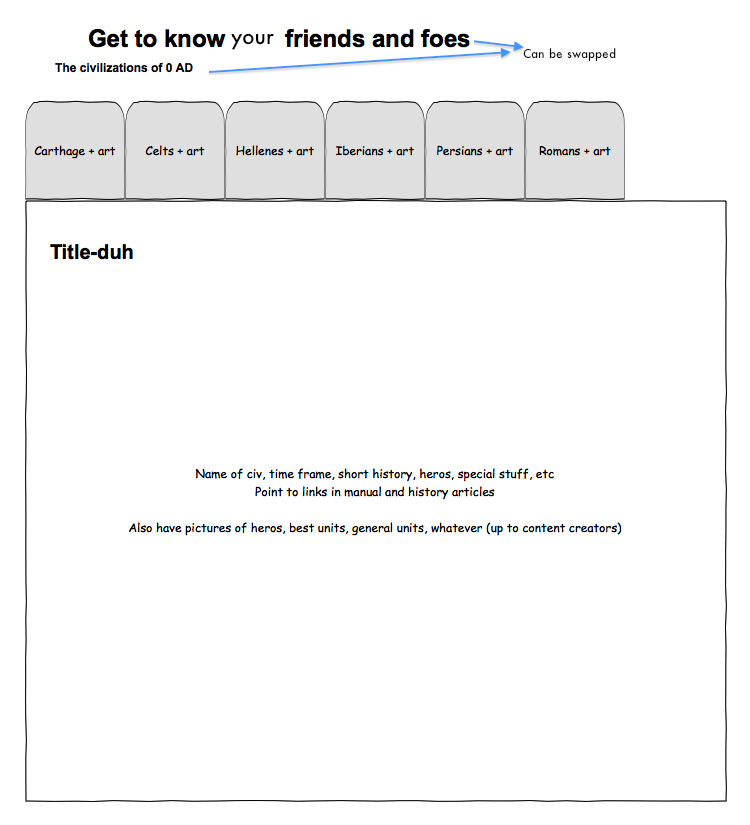 Get to know your friends and foes
Can be swapped
The civilizations of 0 AD
Carthage + art
Celts + art
Hellenes + art
Iberians + art
Persians + art
Romans + art
Title-duh
Name of civ, time frame, short history, heros, special stuff, etc
Point to links in manual and history articles
Also have pictures of heros, best units, general units, whatever (up to content creators)